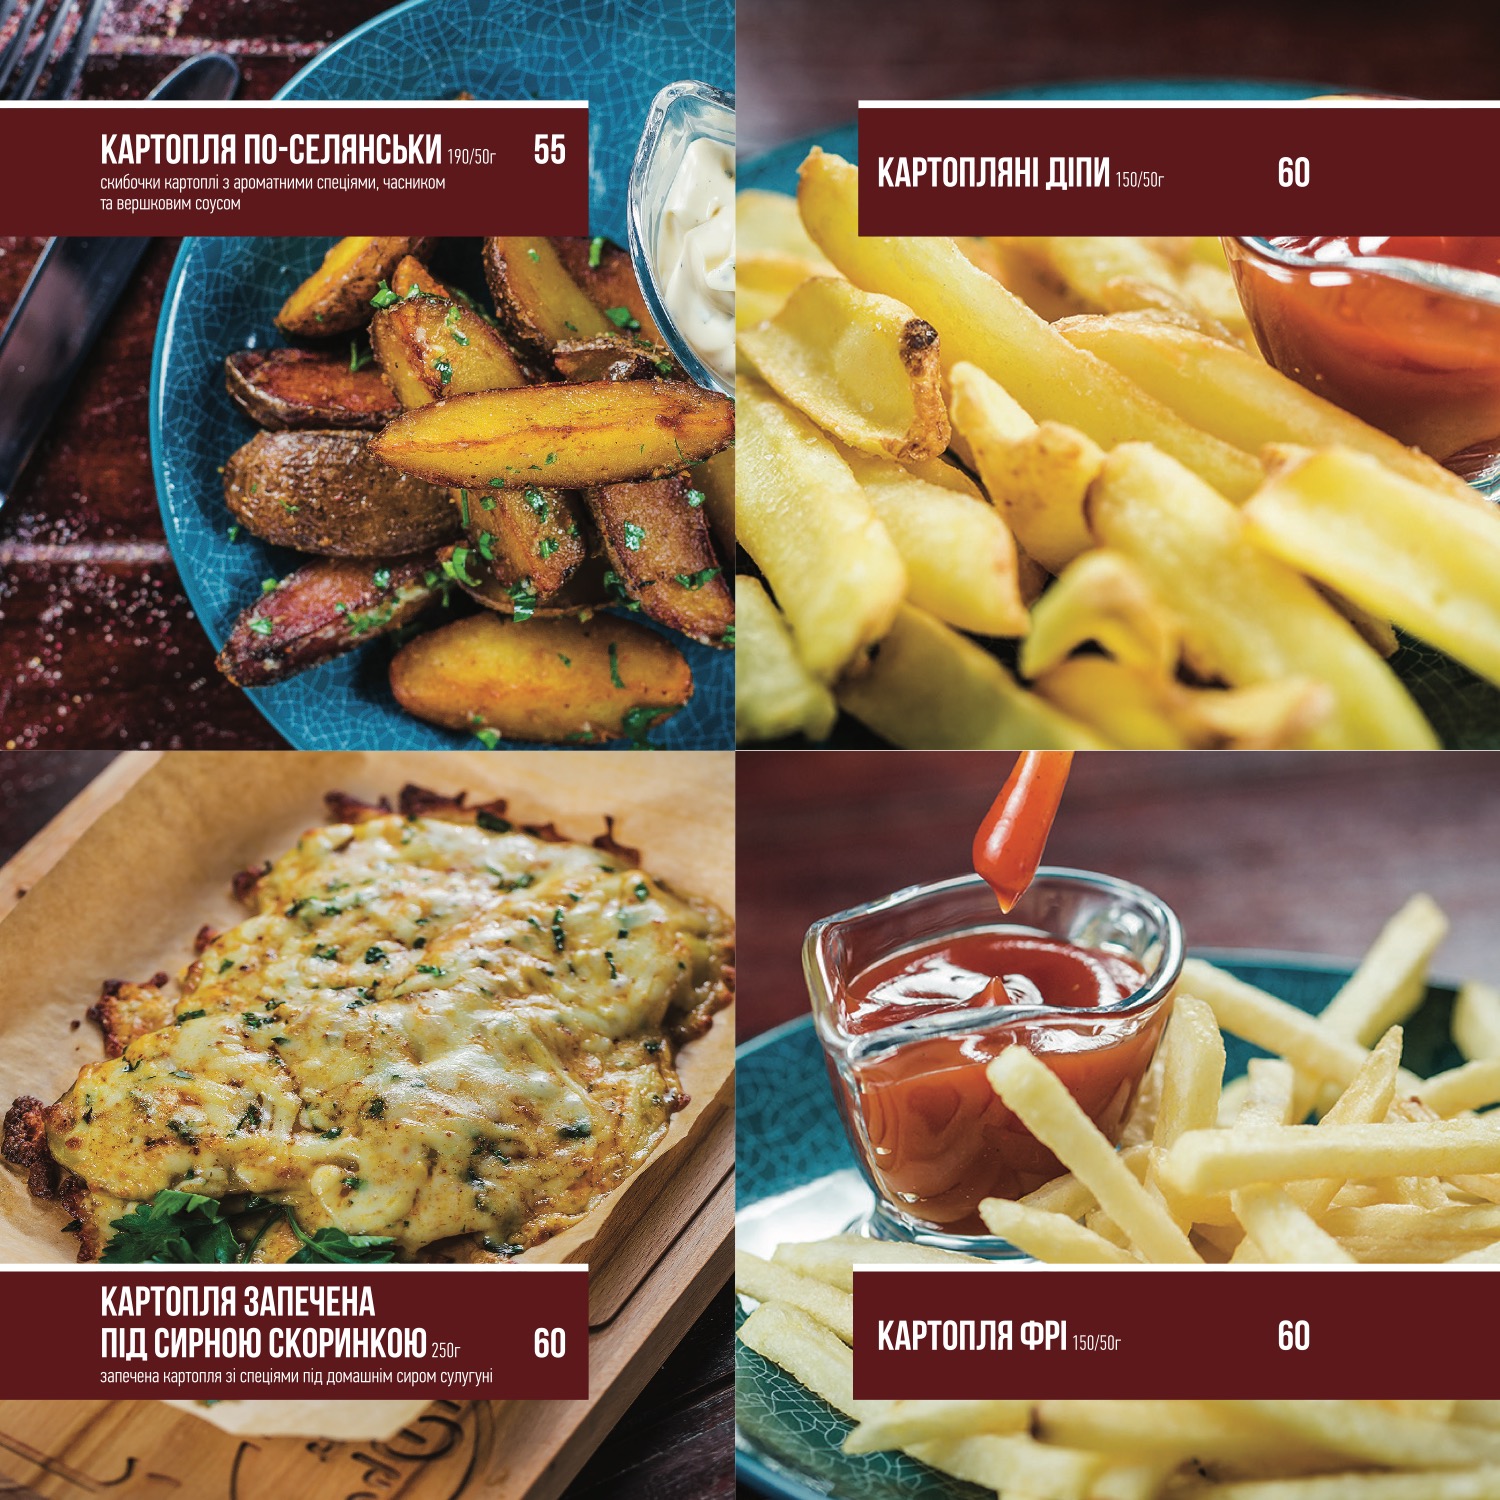 КАРТОПЛЯ ПО-СЕЛЯНСЬКИ 190/50г 55
скибочки картоплі з ароматними спеціями, часником
та вершковим соусом
КАРТОПЛЯНІ ДІПИ 150/50г 60
КАРТОПЛЯ ЗАПЕЧЕНА
ПІД СИРНОЮ СКОРИНКОЮ 250г 60
запечена картопля зі спеціями під домашнім сиром сулугуні
КАРТОПЛЯ ФРІ 150/50г 60